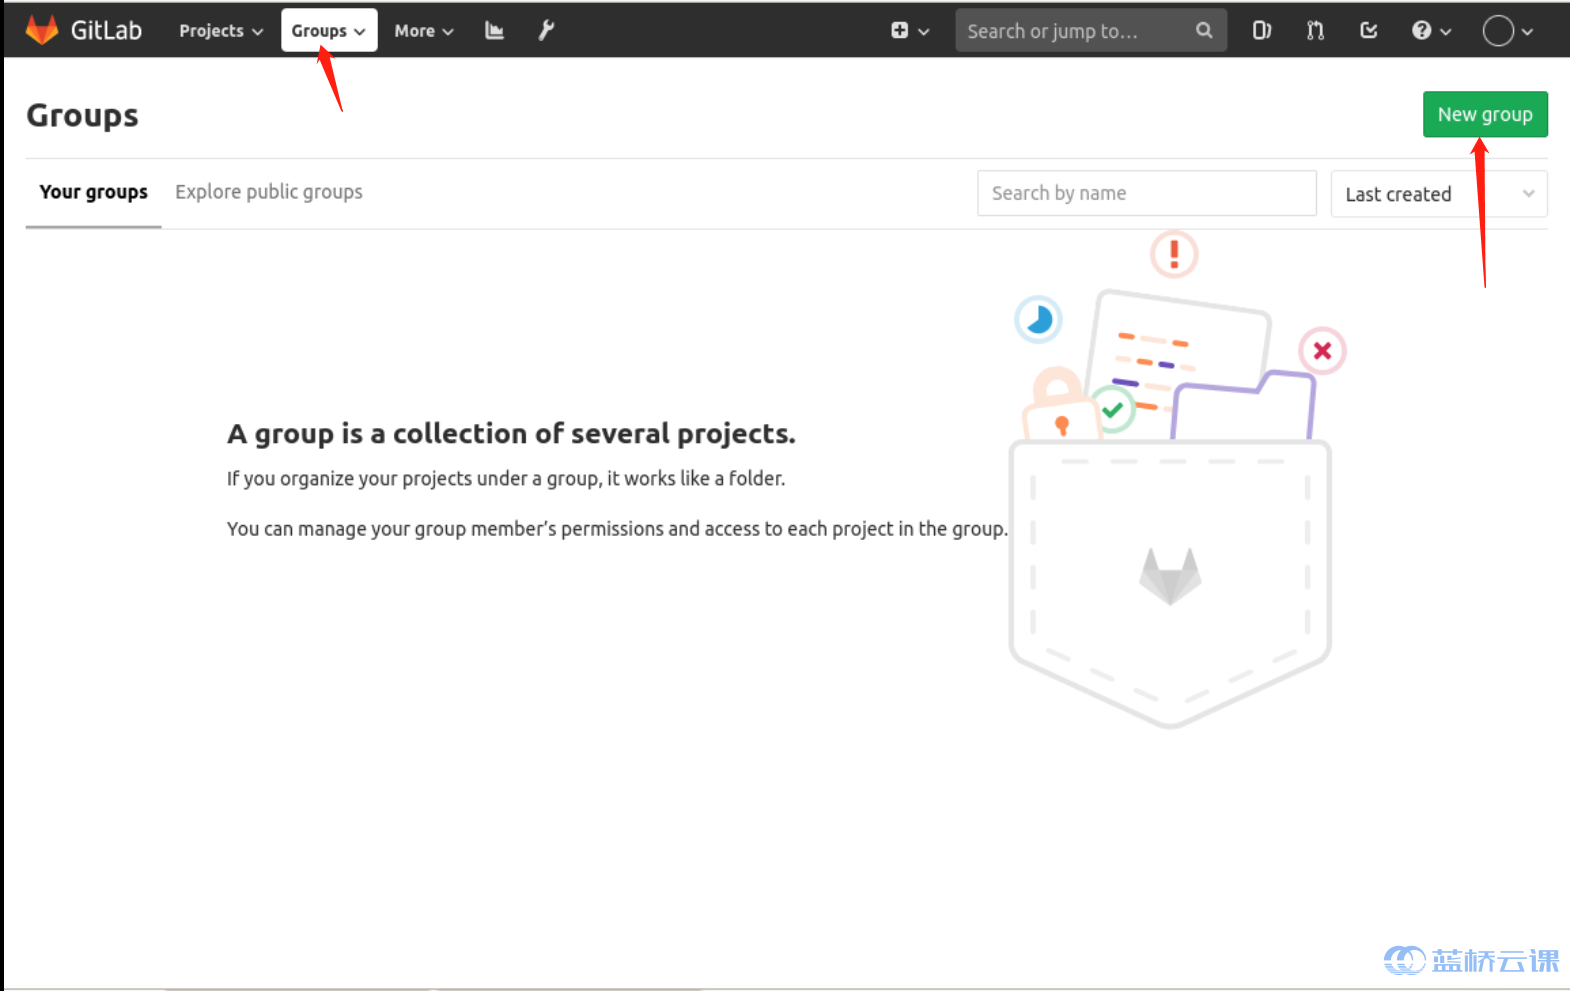 GitLab Projects Groups More Search or jump to...
Groups
New group
Your groups Explore public groups Search by name Last created
A group is a collection of several projects.
If you organize your projects under a group, it works like a folder.
You can manage your group member’s permissions and access to each project in the group.
蓝桥云课